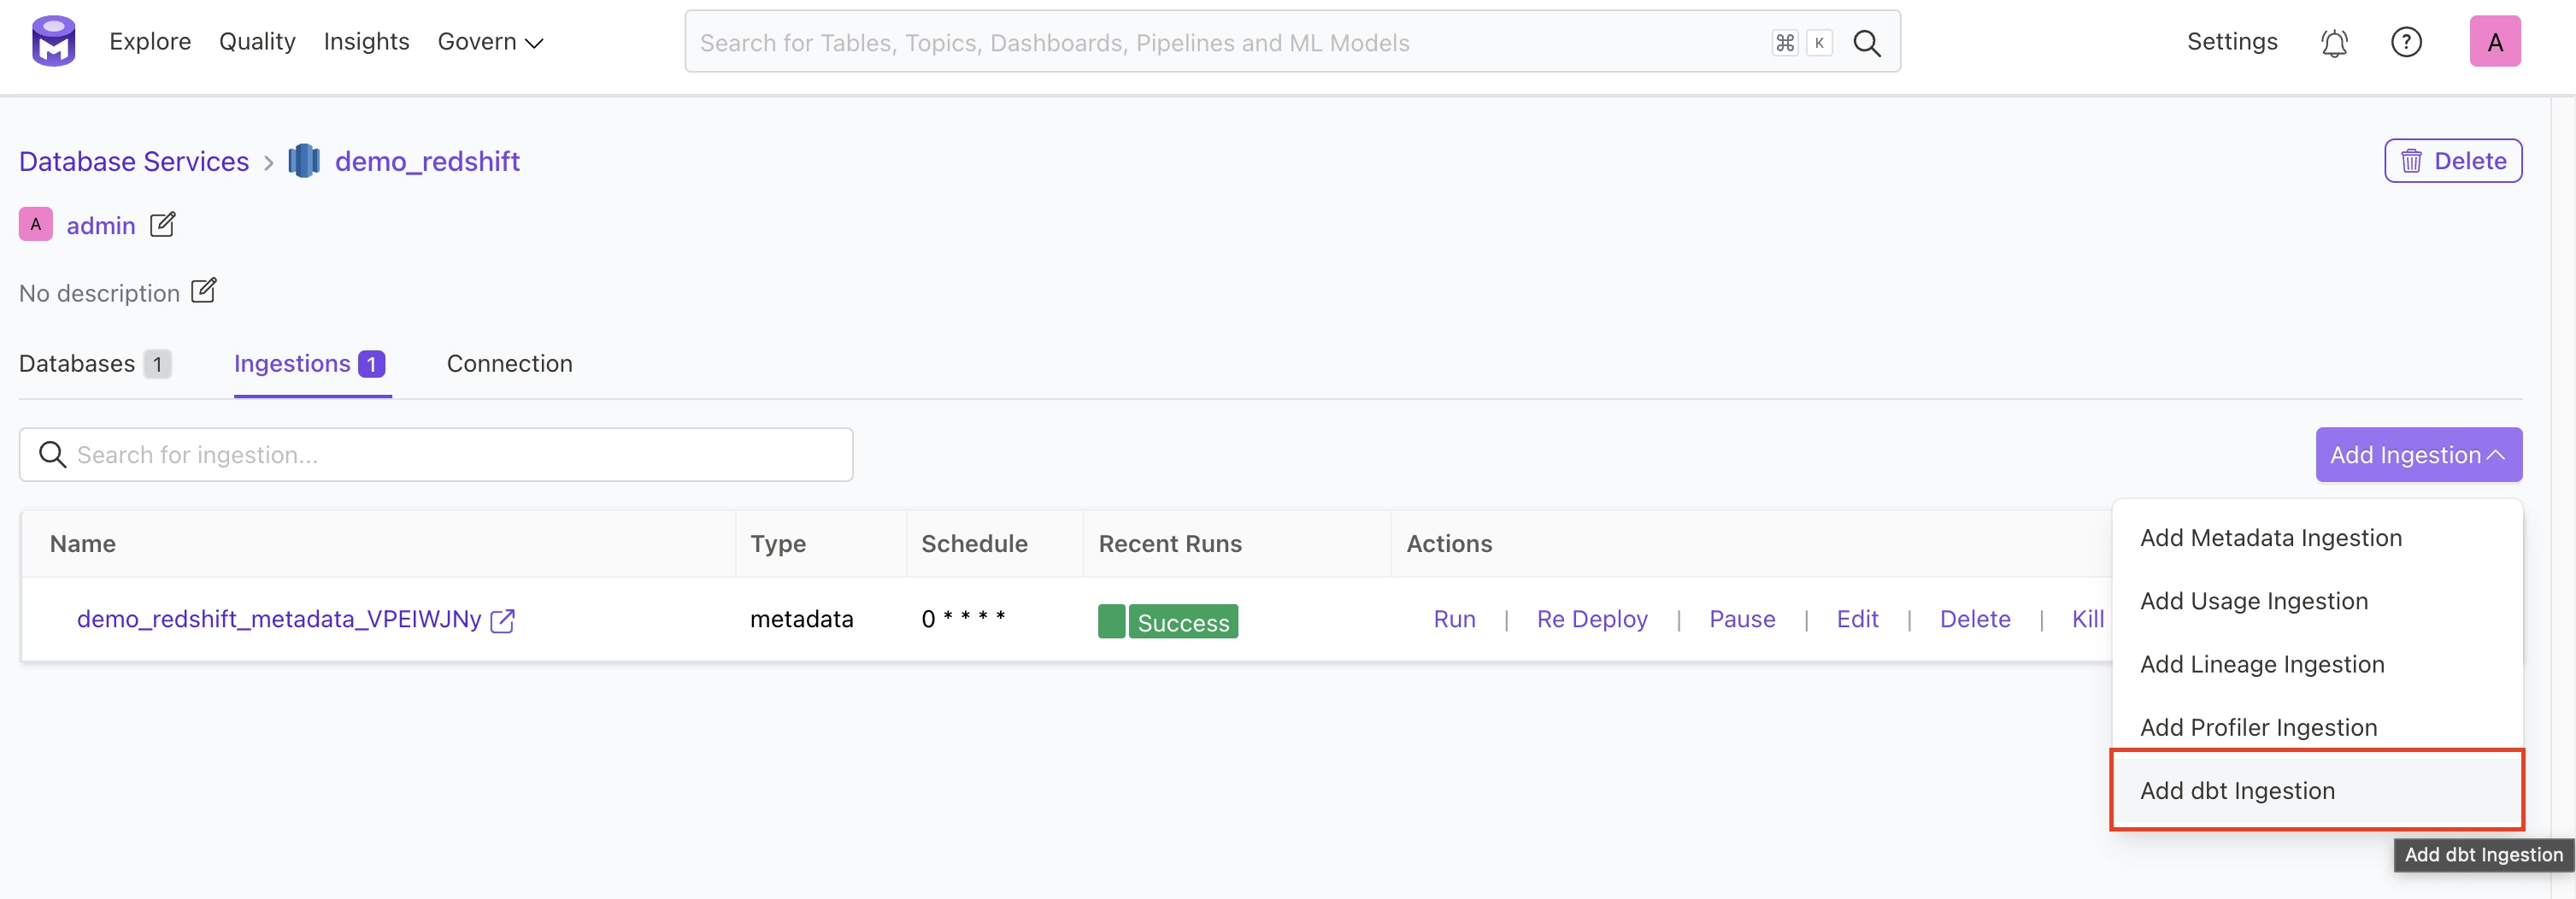 Explore Quality Insights Govern Search for Tables, Topics, Dashboards, Pipelines and ML Models ⌘ K Settings ? A
Database Services > demo_redshift Delete
A admin
No description
Databases 1 Ingestions 1 Connection
Search for ingestion... Add Ingestion
Name Type Schedule Recent Runs Actions
demo_redshift_metadata_VPEIWJNy metadata 0 * * * * Success Run | Re Deploy | Pause | Edit | Delete | Kill
Add Metadata Ingestion
Add Usage Ingestion
Add Lineage Ingestion
Add Profiler Ingestion
Add dbt Ingestion
Add dbt Ingestion